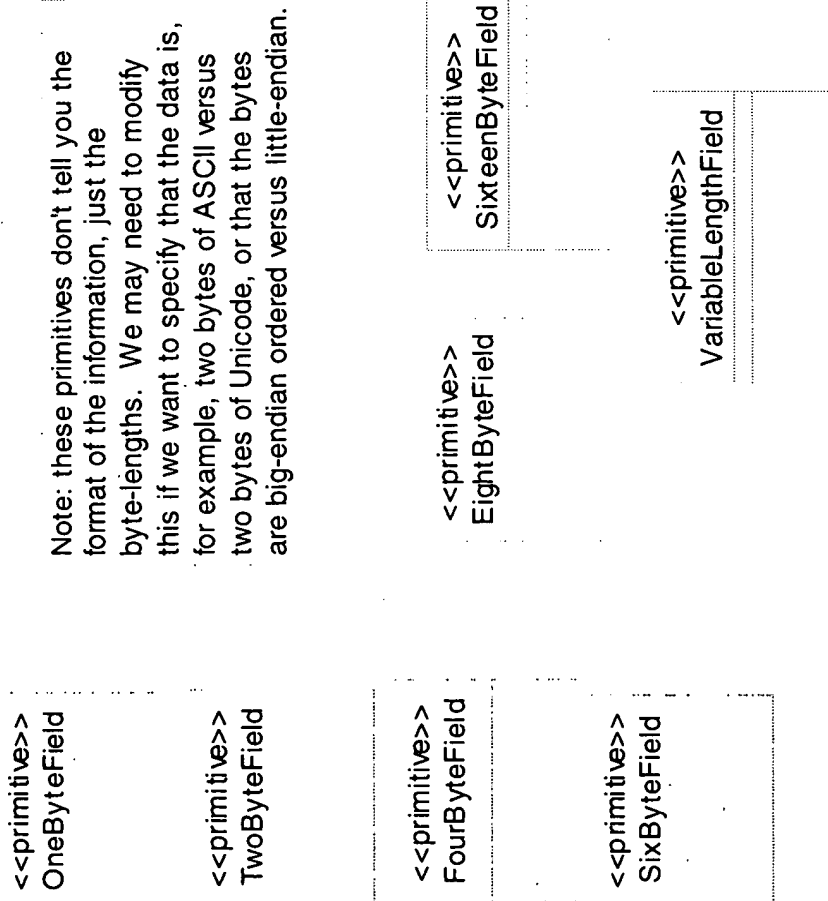 <<primitive>>
OneByteField
<<primitive>>
TwoByteField
<<primitive>>
FourByteField
<<primitive>>
SixByteField
Note: these primitives don't tell you the
format of the information, just the
byte-lengths. We may need to modify
this if we want to specify that the data is,
for example, two bytes of ASCII versus
two bytes of Unicode, or that the bytes
are big-endian ordered versus little-endian.
<<primitive>>
EightByteField
<<primitive>>
SixteenByteField
<<primitive>>
VariableLengthField